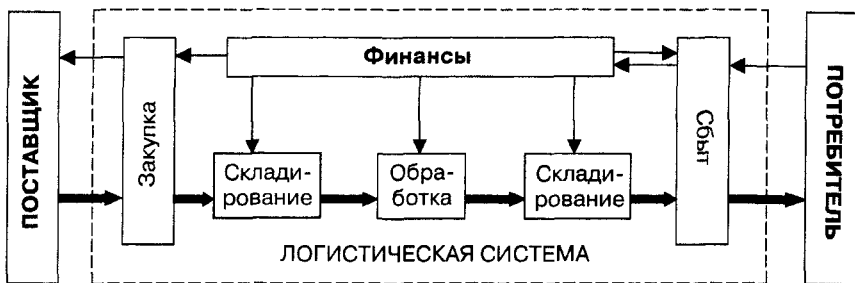 ПОСТАВЩИК
Закупка
Финансы
Склади-
рование
Обра-
ботка
Склади-
рование
Сбыт
ПОТРЕБИТЕЛЬ
ЛОГИСТИЧЕСКАЯ СИСТЕМА